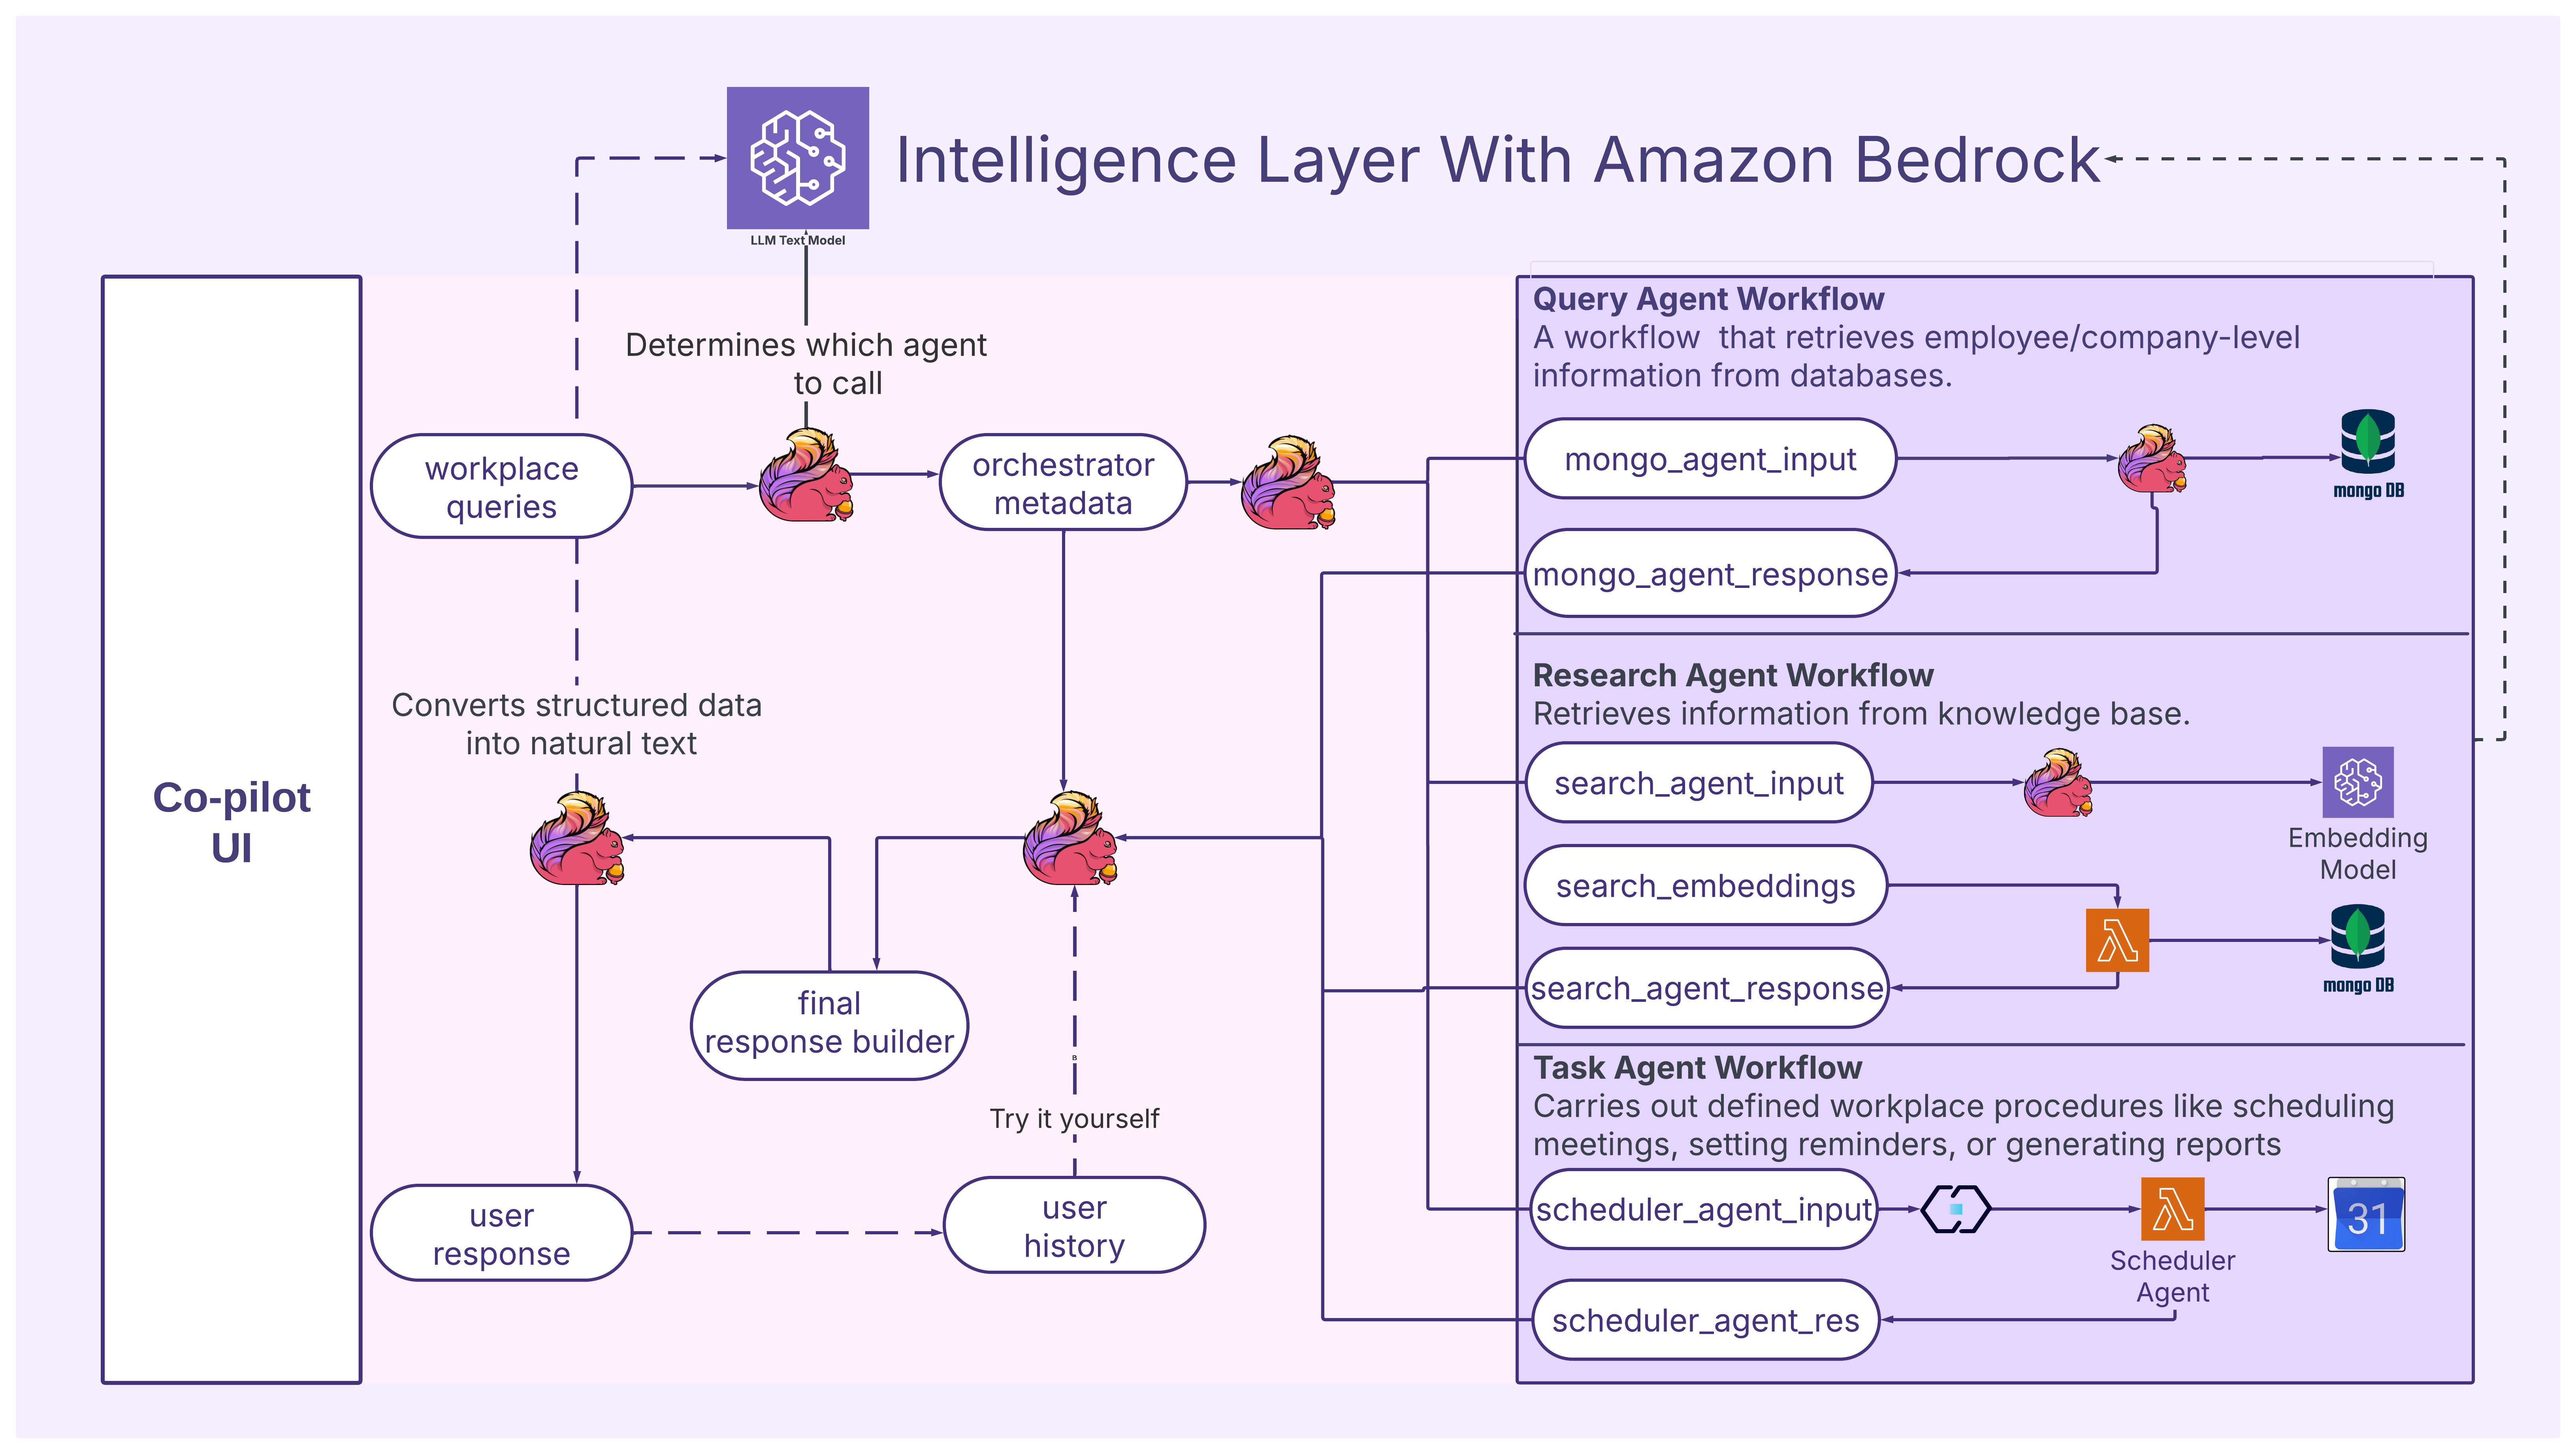 Intelligence Layer With Amazon Bedrock
LLM Text Model
Determines which agent
to call
workplace
queries
orchestrator
metadata
Co-pilot
UI
Converts structured data
into natural text
final
response builder
B
Try it yourself
user
response
user
history
Query Agent Workflow
A workflow that retrieves employee/company-level
information from databases.
mongo_agent_input
mongo DB
mongo_agent_response
Research Agent Workflow
Retrieves information from knowledge base.
search_agent_input
Embedding
Model
search_embeddings
search_agent_response
mongo DB
Task Agent Workflow
Carries out defined workplace procedures like scheduling
meetings, setting reminders, or generating reports
scheduler_agent_input
31
Scheduler
Agent
scheduler_agent_res